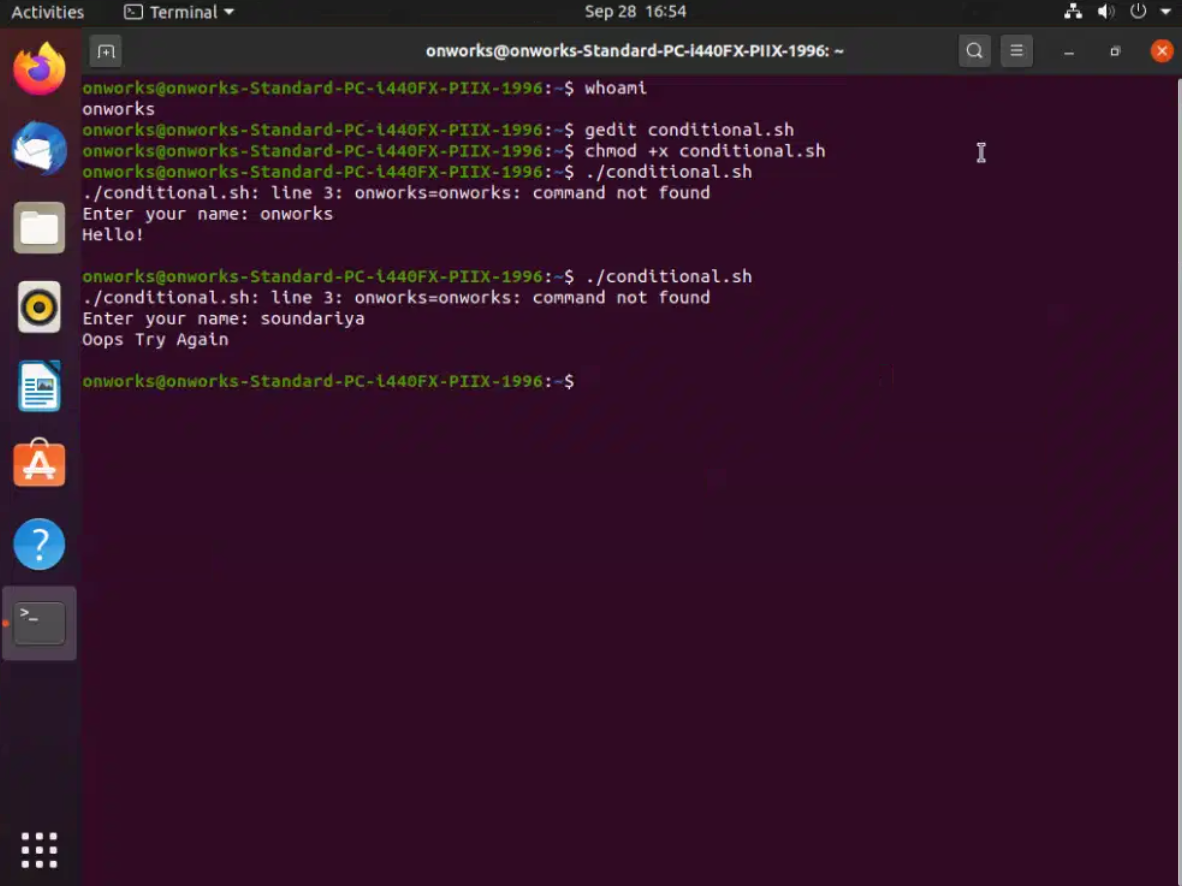 Activities Terminal Sep 28 16:54
onworks@onworks-Standard-PC-i440FX-PIIX-1996: ~
onworks@onworks-Standard-PC-i440FX-PIIX-1996:~$ whoami
onworks
onworks@onworks-Standard-PC-i440FX-PIIX-1996:~$ gedit conditional.sh
onworks@onworks-Standard-PC-i440FX-PIIX-1996:~$ chmod +x conditional.sh
onworks@onworks-Standard-PC-i440FX-PIIX-1996:~$ ./conditional.sh
./conditional.sh: line 3: onworks=onworks: command not found
Enter your name: onworks
Hello!
onworks@onworks-Standard-PC-i440FX-PIIX-1996:~$ ./conditional.sh
./conditional.sh: line 3: onworks=onworks: command not found
Enter your name: soundariya
Oops Try Again
onworks@onworks-Standard-PC-i440FX-PIIX-1996:~$